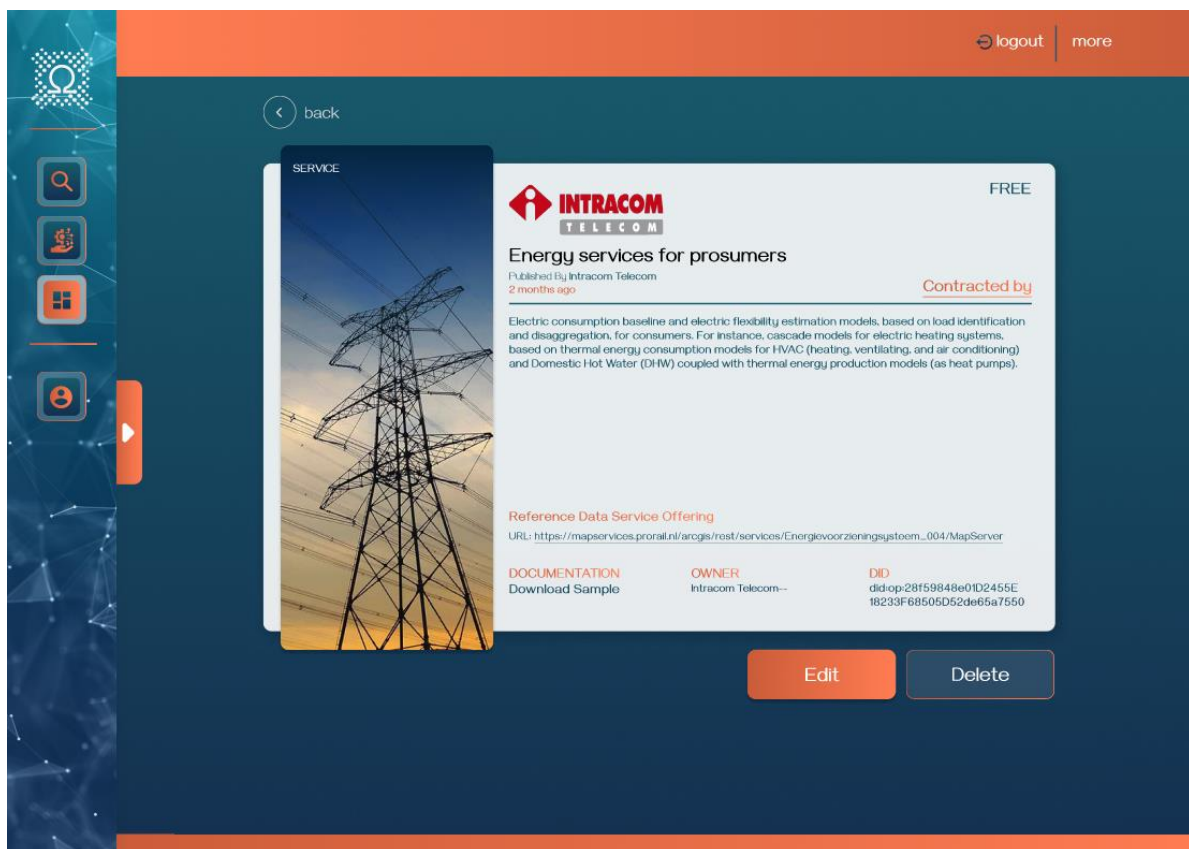 logout
more
back
SERVICE
FREE
INTRACOM
TELECOM
Energy services for prosumers
Published By Intracom Telecom
2 months ago
Contracted by
Electric consumption baseline and electric flexibility estimation models, based on load identification
and disaggregation, for consumers. For instance, cascade models for electric heating systems,
based on thermal energy consumption models for HVAC (heating, ventilating, and air conditioning)
and Domestic Hot Water (DHW) coupled with thermal energy production models (as heat pumps).
Reference Data Service Offering
URL: https://mapservices.prorail.nl/arcgis/rest/services/Energievoorzieningsysteem_004/MapServer
DOCUMENTATION
Download Sample
OWNER
Intracom Telecom--
DID
did:op:28f59848e01D2455E
18233F68505D52de65a7550
Edit
Delete